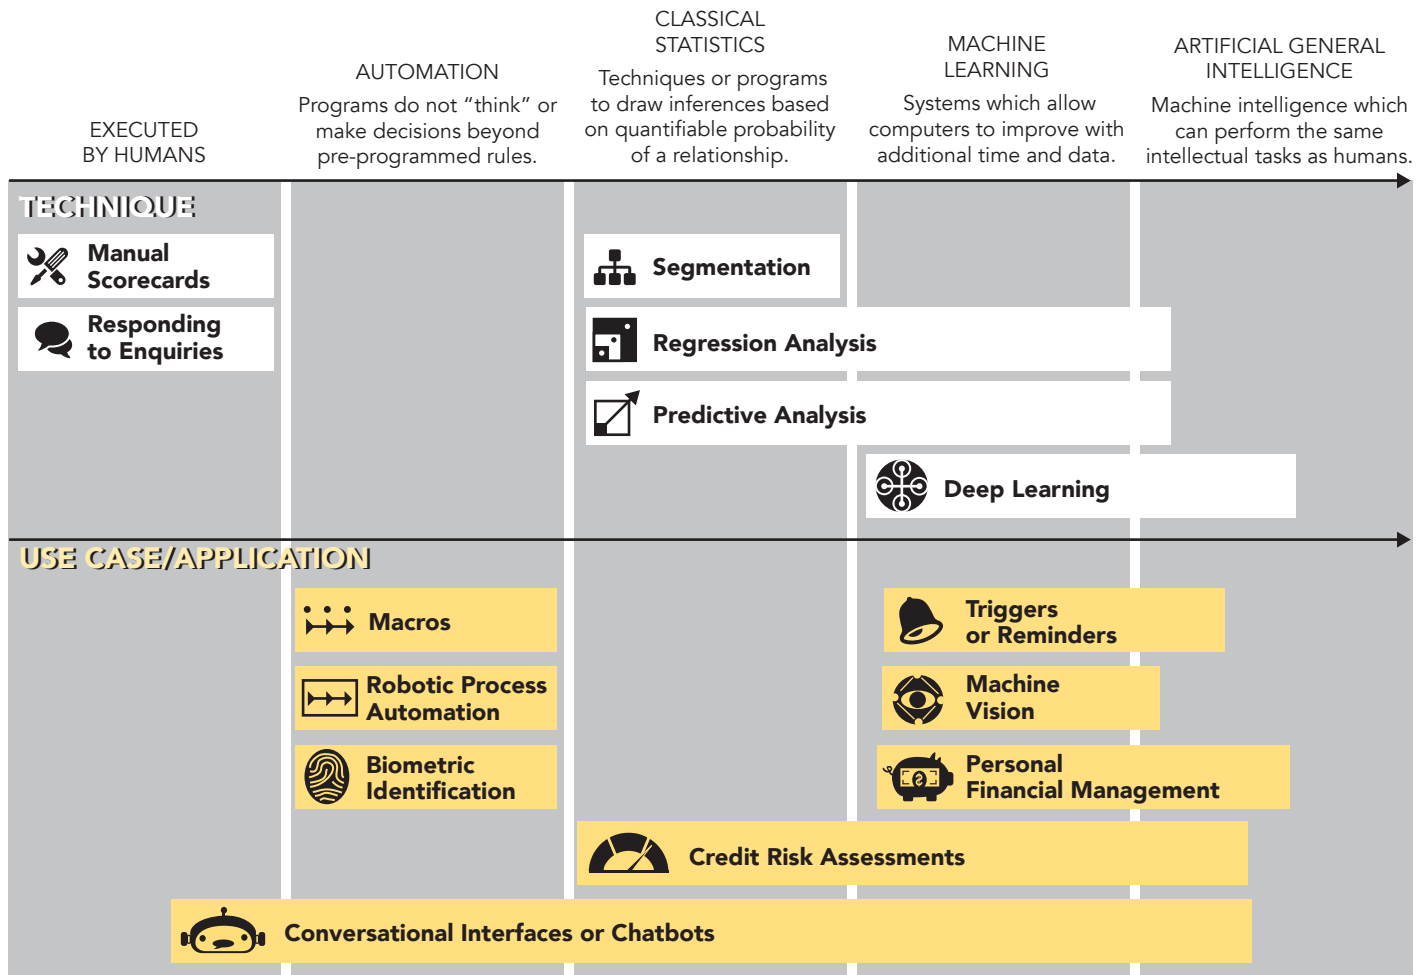 EXECUTED
BY HUMANS
AUTOMATION
Programs do not “think” or
make decisions beyond
pre-programmed rules.
CLASSICAL
STATISTICS
Techniques or programs
to draw inferences based
on quantifiable probability
of a relationship.
MACHINE
LEARNING
Systems which allow
computers to improve with
additional time and data.
ARTIFICIAL GENERAL
INTELLIGENCE
Machine intelligence which
can perform the same
intellectual tasks as humans.
TECHNIQUE
Manual
Scorecards
Responding
to Enquiries
Segmentation
Regression Analysis
Predictive Analysis
Deep Learning
USE CASE/APPLICATION
Macros
Robotic Process
Automation
Biometric
Identification
Triggers
or Reminders
Machine
Vision
Personal
Financial Management
Credit Risk Assessments
Conversational Interfaces or Chatbots